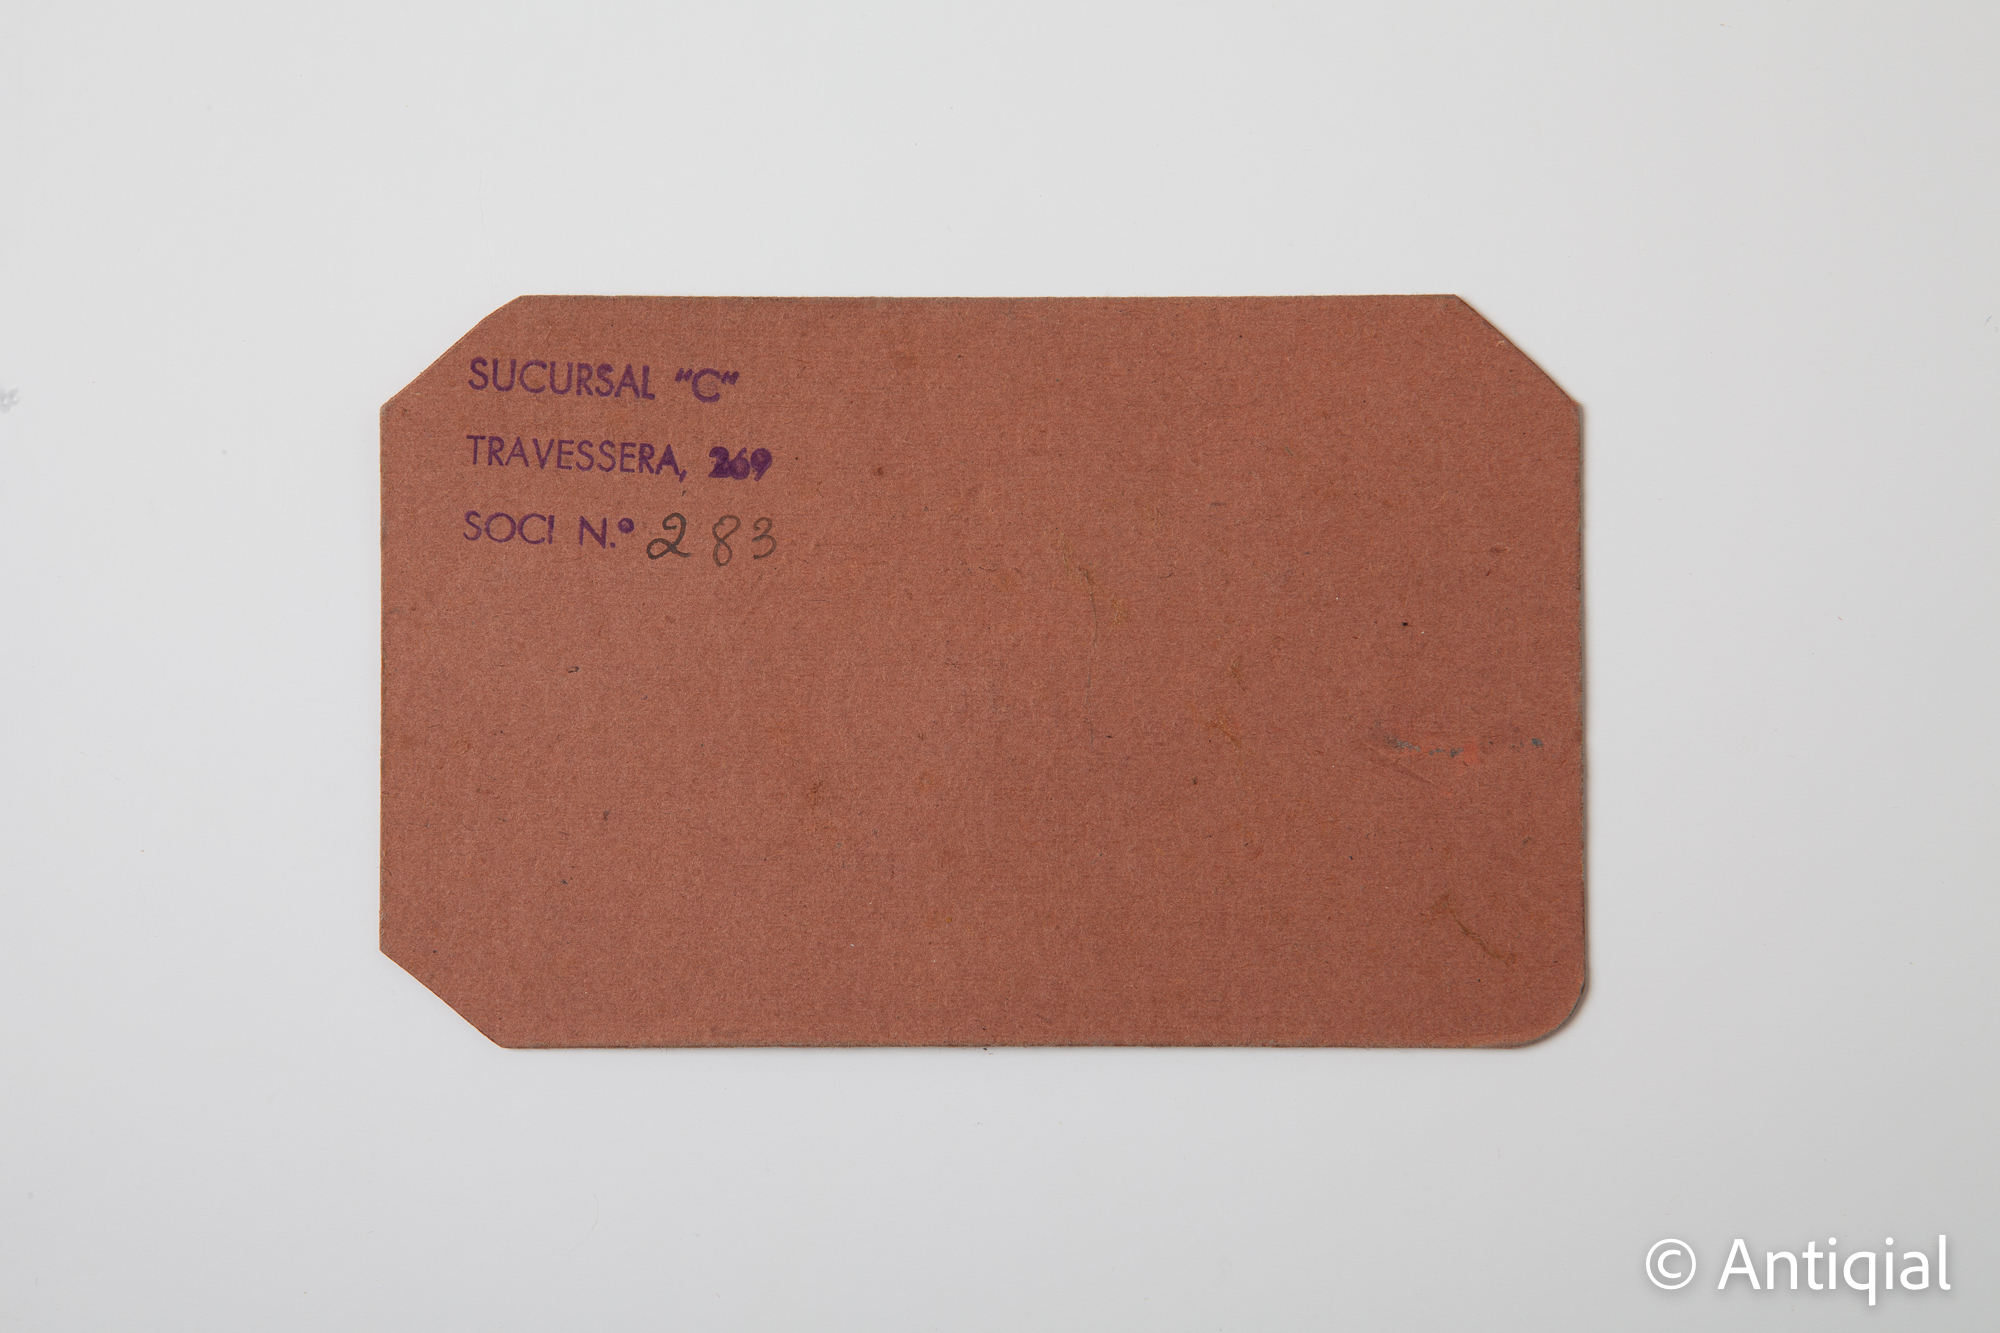 SUCURSAL "C"
TRAVESSERA, 269
SOCI N.º 283
© Antiqial